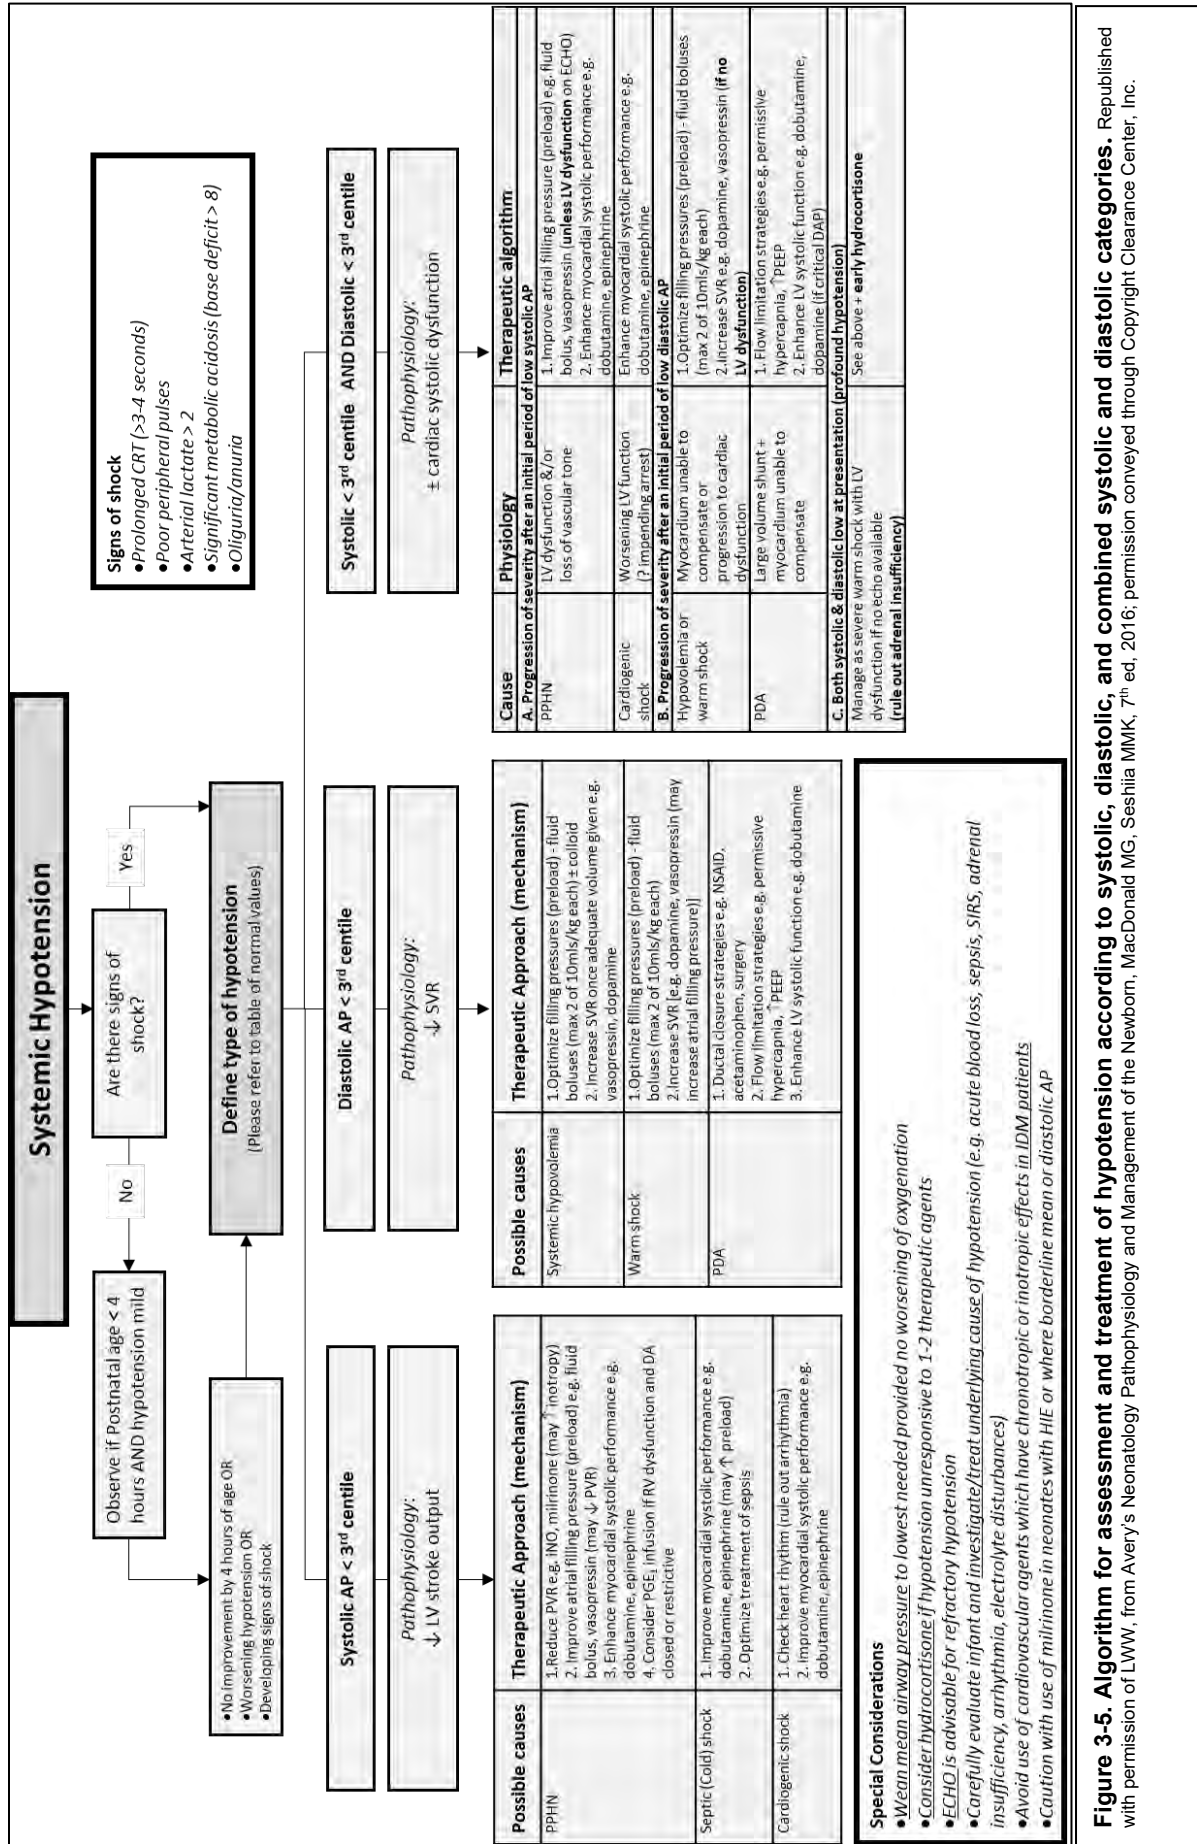 Systemic Hypotension
Are there signs of
shock?
No
Yes
Observe if Postnatal age < 4
hours AND hypotension mild
•No improvement by 4 hours of age OR
•Worsening hypotension OR
•Developing signs of shock
Define type of hypotension
(Please refer to table of normal values)
Signs of shock
•Prolonged CRT (>3-4 seconds)
•Poor peripheral pulses
•Arterial lactate > 2
•Significant metabolic acidosis (base deficit > 8)
•Oliguria/anuria
Systolic AP < 3rd centile
Pathophysiology:
↓ LV stroke output
Possible causes
Therapeutic Approach (mechanism)
PPHN
1.Reduce PVR e.g. iNO, milrinone (may ↑ inotropy)
2. Improve atrial filling pressure (preload) e.g. fluid
bolus, vasopressin (may ↓ PVR)
3. Enhance myocardial systolic performance e.g.
dobutamine, epinephrine
4. Consider PGE1 infusion if RV dysfunction and DA
closed or restrictive
Septic (Cold) shock
1. Improve myocardial systolic performance e.g.
dobutamine, epinephrine (may ↑ preload)
2. Optimize treatment of sepsis
Cardiogenic shock
1. Check heart rhythm (rule out arrhythmia)
2. Improve myocardial systolic performance e.g.
dobutamine, epinephrine
Diastolic AP < 3rd centile
Pathophysiology:
↓ SVR
Possible causes
Therapeutic Approach (mechanism)
Systemic hypovolemia
1.Optimize filling pressures (preload) - fluid
boluses (max 2 of 10mls/kg each) ± colloid
2. Increase SVR once adequate volume given e.g.
vasopressin, dopamine
Warm shock
1.Optimize filling pressures (preload) - fluid
boluses (max 2 of 10mls/kg each)
2.Increase SVR [e.g. dopamine, vasopressin (may
increase atrial filling pressure)]
PDA
1. Ductal closure strategies e.g. NSAID,
acetaminophen, surgery
2. Flow limitation strategies e.g. permissive
hypercapnia, ↑PEEP
3. Enhance LV systolic function e.g. dobutamine
Systolic < 3rd centile AND Diastolic < 3rd centile
Pathophysiology:
± cardiac systolic dysfunction
Cause
Physiology
Therapeutic algorithm
A. Progression of severity after an initial period of low systolic AP
PPHN
LV dysfunction &/or
loss of vascular tone
1. Improve atrial filling pressure (preload) e.g. fluid
bolus, vasopressin (unless LV dysfunction on ECHO)
2. Enhance myocardial systolic performance e.g.
dobutamine, epinephrine
Cardiogenic
shock
Worsening LV function
(? impending arrest)
Enhance myocardial systolic performance e.g.
dobutamine, epinephrine
B. Progression of severity after an initial period of low diastolic AP
Hypovolemia or
warm shock
Myocardium unable to
compensate or
progression to cardiac
dysfunction
1.Optimize filling pressures (preload) - fluid boluses
(max 2 of 10mls/kg each)
2.Increase SVR e.g. dopamine, vasopressin (if no
LV dysfunction)
PDA
Large volume shunt +
myocardium unable to
compensate
1. Flow limitation strategies e.g. permissive
hypercapnia, ↑PEEP
2. Enhance LV systolic function e.g. dobutamine,
dopamine (if critical DAP)
C. Both systolic & diastolic low at presentation (profound hypotension)
Manage as severe warm shock with LV
dysfunction if no echo available
(rule out adrenal insufficiency)
See above + early hydrocortisone
Special Considerations
•Wean mean airway pressure to lowest needed provided no worsening of oxygenation
•Consider hydrocortisone if hypotension unresponsive to 1-2 therapeutic agents
•ECHO is advisable for refractory hypotension
•Carefully evaluate infant and investigate/treat underlying cause of hypotension (e.g. acute blood loss, sepsis, SIRS, adrenal
insufficiency, arrhythmia, electrolyte disturbances)
•Avoid use of cardiovascular agents which have chronotropic or inotropic effects in IDM patients
•Caution with use of milrinone in neonates with HIE or where borderline mean or diastolic AP
Figure 3-5. Algorithm for assessment and treatment of hypotension according to systolic, diastolic, and combined systolic and diastolic categories. Republished
with permission of LWW, from Avery's Neonatology Pathophysiology and Management of the Newborn, MacDonald MG, Seshiia MMK, 7th ed, 2016; permission conveyed through Copyright Clearance Center, Inc.